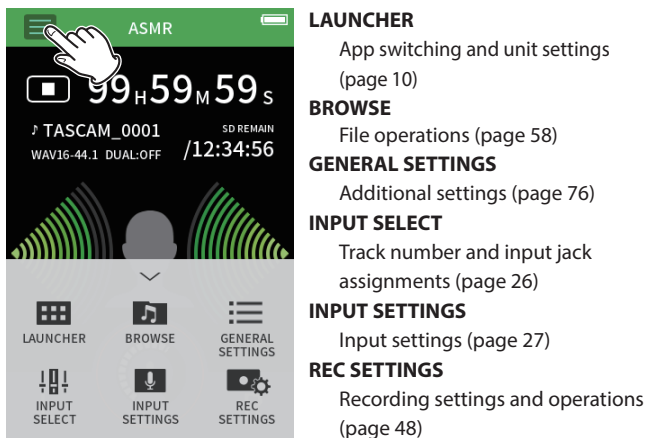 ASMR
99H59M59s
♪ TASCAM_0001
SD REMAIN
WAV16-44.1 DUAL:OFF
/12:34:56
LAUNCHER
BROWSE
GENERAL
SETTINGS
INPUT
SELECT
INPUT
SETTINGS
REC
SETTINGS
LAUNCHER
App switching and unit settings
(page 10)
BROWSE
File operations (page 58)
GENERAL SETTINGS
Additional settings (page 76)
INPUT SELECT
Track number and input jack
assignments (page 26)
INPUT SETTINGS
Input settings (page 27)
REC SETTINGS
Recording settings and operations
(page 48)